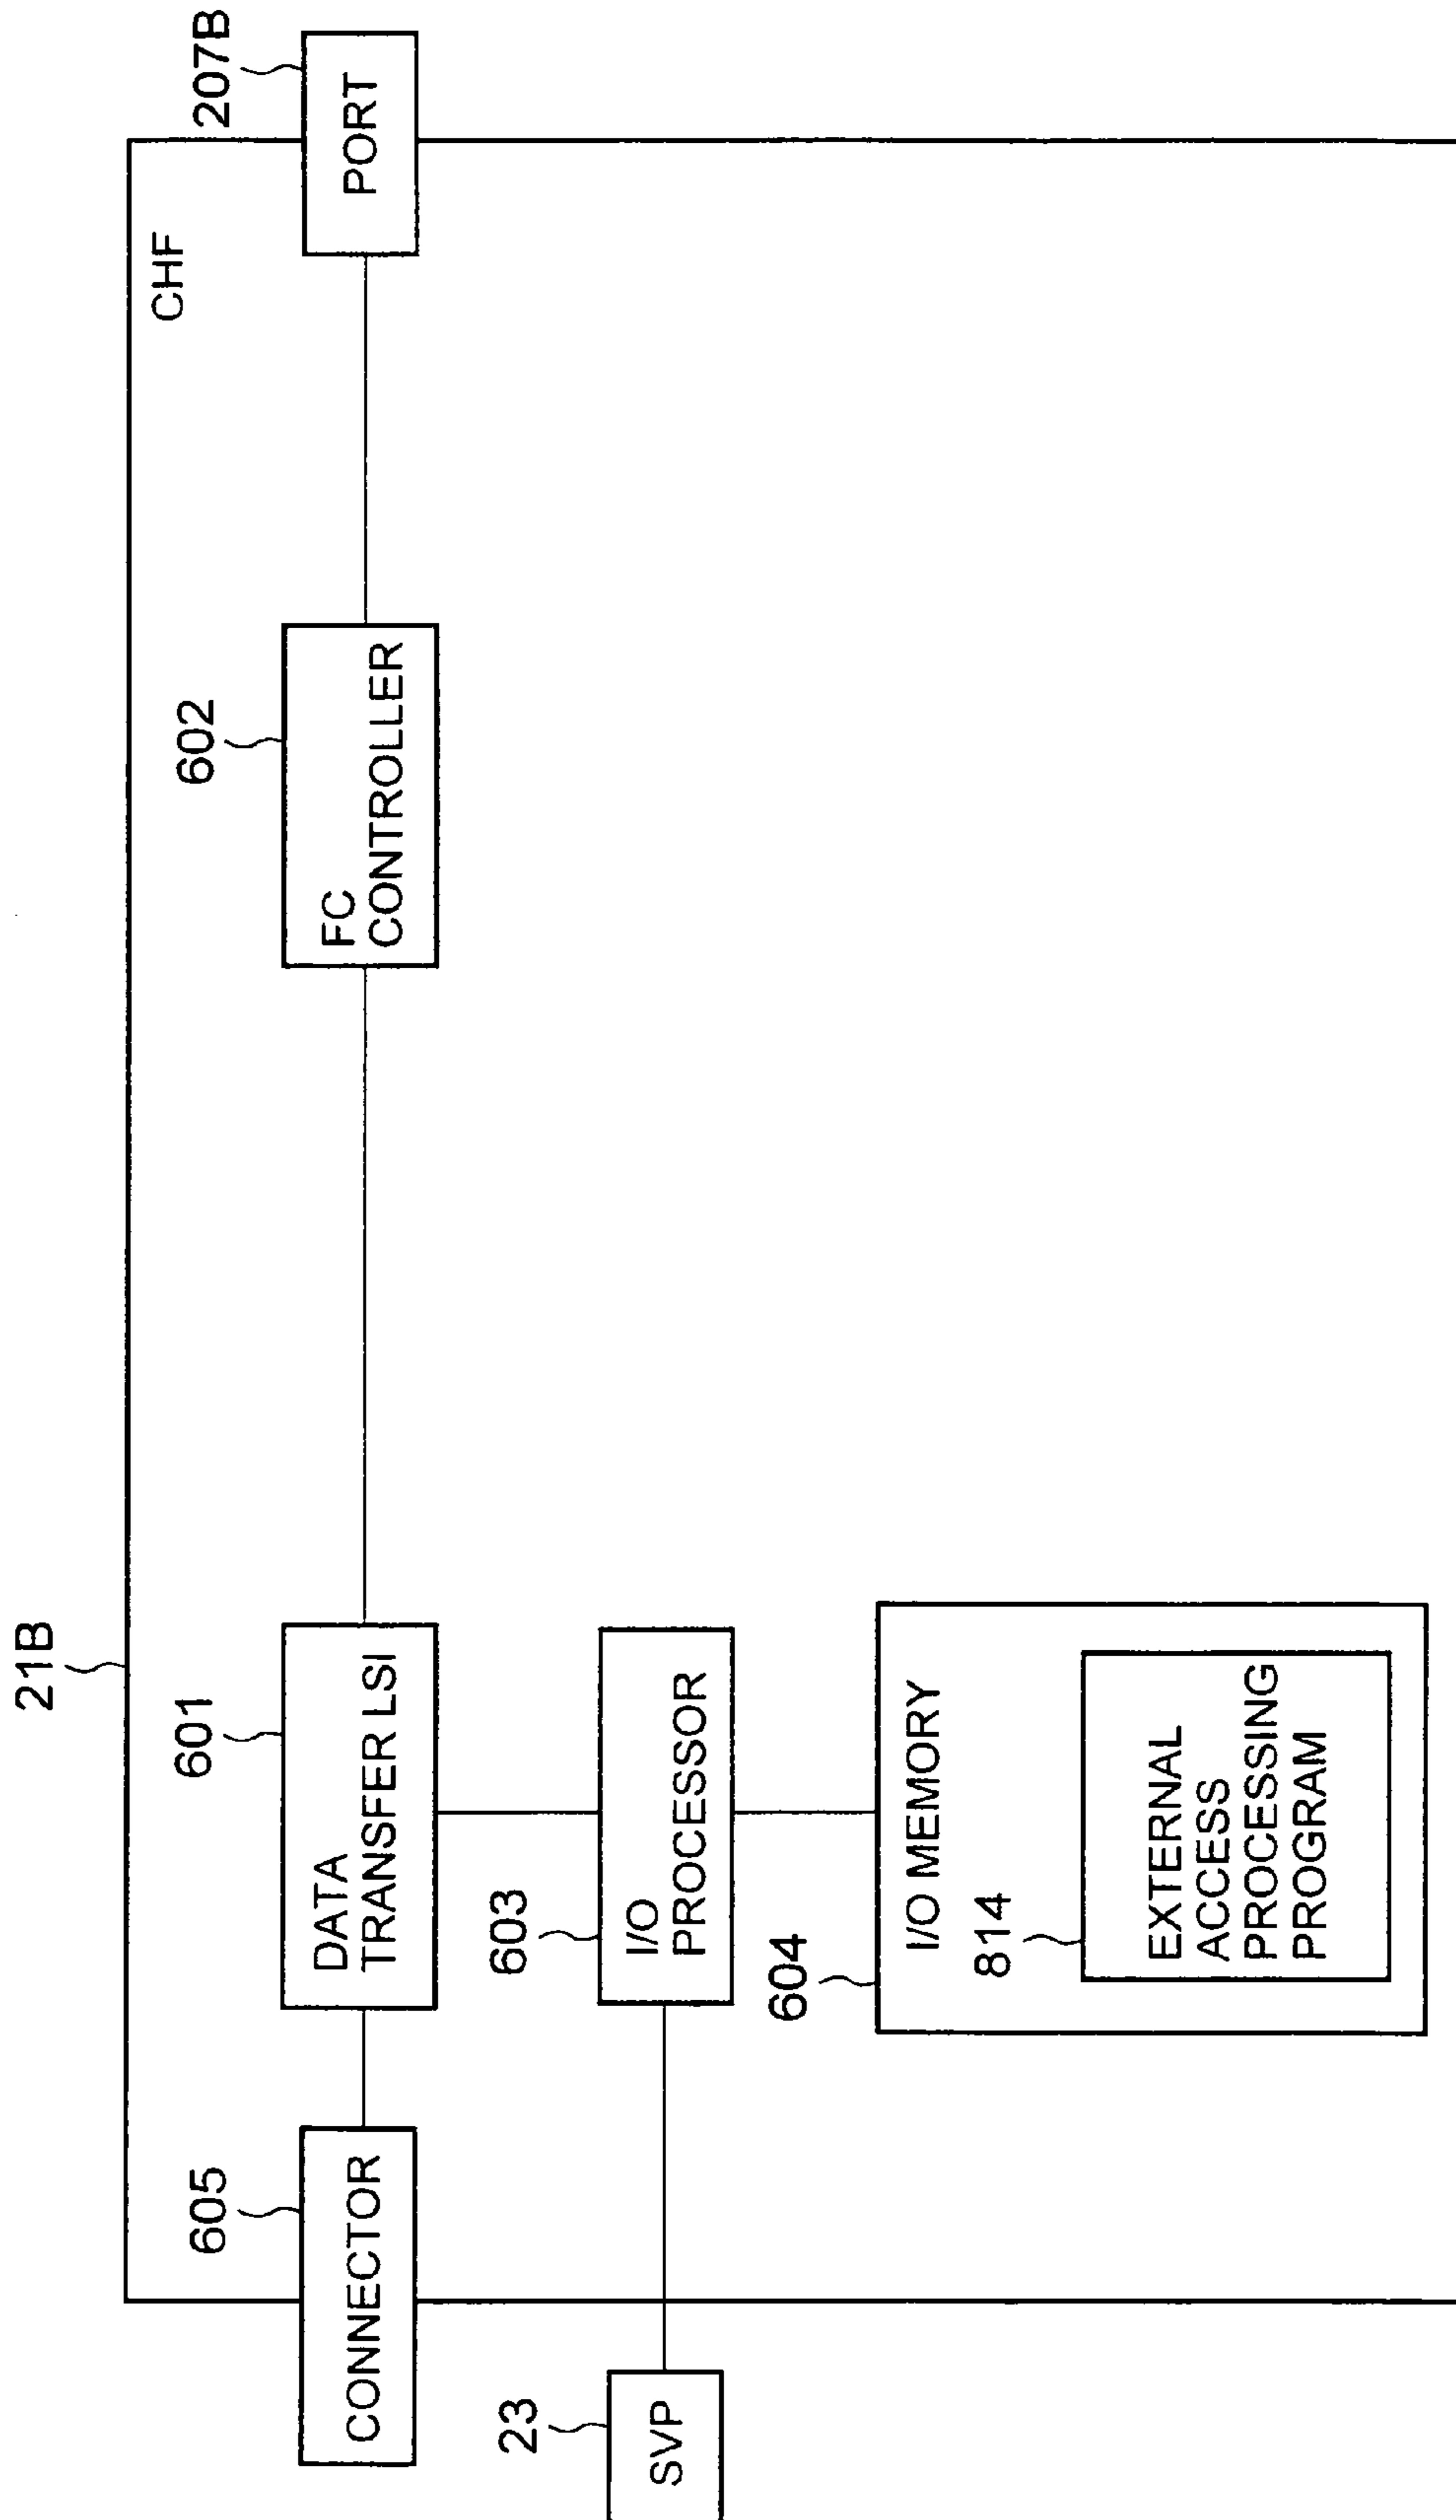 21B
CHF
605
CONNECTOR
601
DATA
TRANSFER LSI
602
FC
CONTROLLER
207B
PORT
23
SVP
603
I/O
PROCESSOR
604
I/O MEMORY
814
EXTERNAL
ACCESS
PROCESSING
PROGRAM